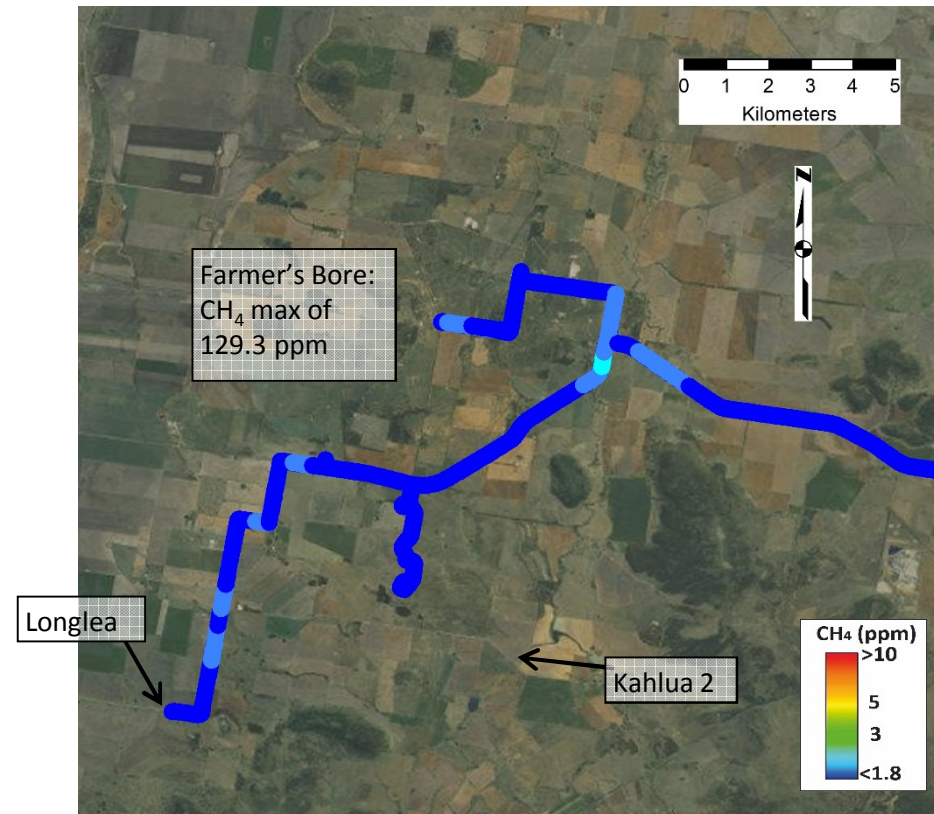 0 1 2 3 4 5
Kilometers
N
Farmer's Bore:
CH₄ max of
129.3 ppm
Longlea
Kahlua 2
CH₄ (ppm)
>10
5
3
<1.8